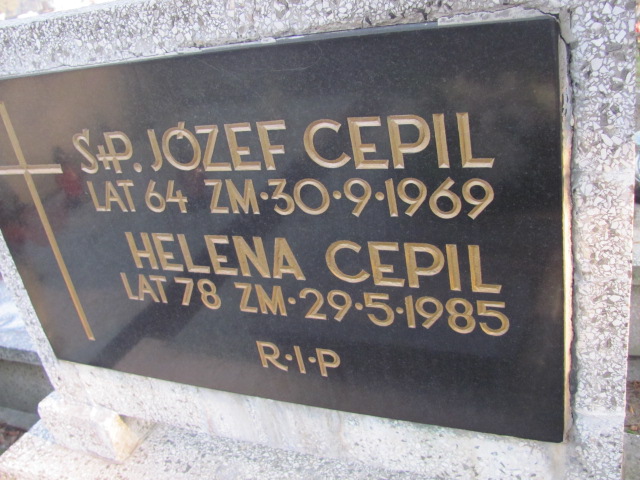 Ś+P. JÓZEF CEPIL
LAT 64 ZM·30·9·1969
HELENA CEPIL
LAT 78 ZM·29·5·1985
R·I·P